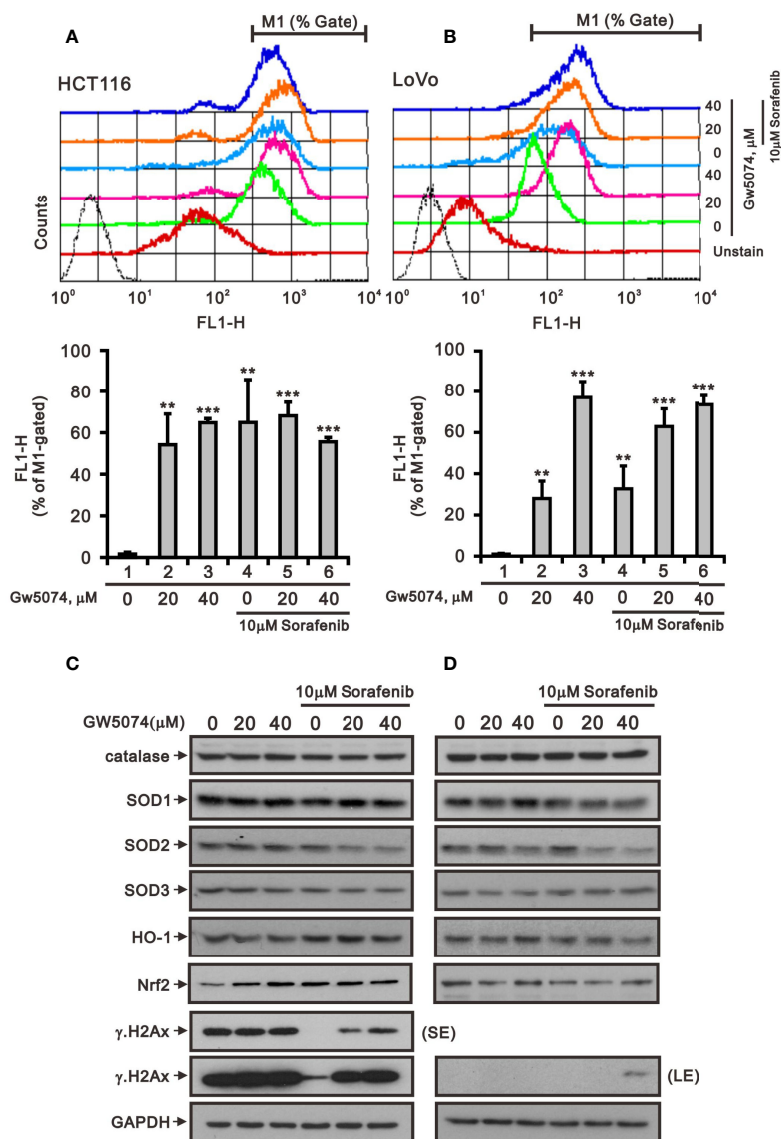 A
M1 (% Gate)
HCT116
Counts
10⁰ 10¹ 10² 10³ 10⁴
FL1-H
B
M1 (% Gate)
LoVo
40
20
0
40
20
0
Gw5074, μM
10μM Sorafenib
Unstain
10⁰ 10¹ 10² 10³ 10⁴
FL1-H
FL1-H
(% of M1-gated)
100
80
60
40
20
0
** *** ** *** ***
1 2 3 4 5 6
Gw5074, μM 0 20 40 0 20 40
10μM Sorafenib
FL1-H
(% of M1-gated)
100
80
60
40
20
0
** *** ** *** ***
1 2 3 4 5 6
0 20 40 0 20 40
10μM Sorafenib
C
10μM Sorafenib
GW5074(μM) 0 20 40 0 20 40
D
10μM Sorafenib
0 20 40 0 20 40
catalase
SOD1
SOD2
SOD3
HO-1
Nrf2
γ.H2Ax (SE)
γ.H2Ax (LE)
GAPDH